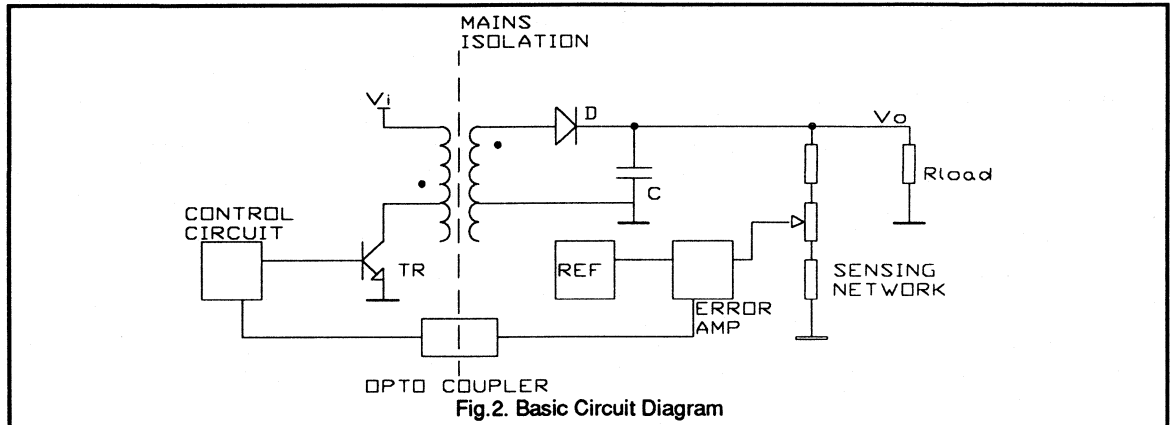 MAINS
ISOLATION
Vi
D
Vo
C
Rload
CONTROL
CIRCUIT
TR
REF
ERROR
AMP
SENSING
NETWORK
OPTO COUPLER
Fig.2. Basic Circuit Diagram